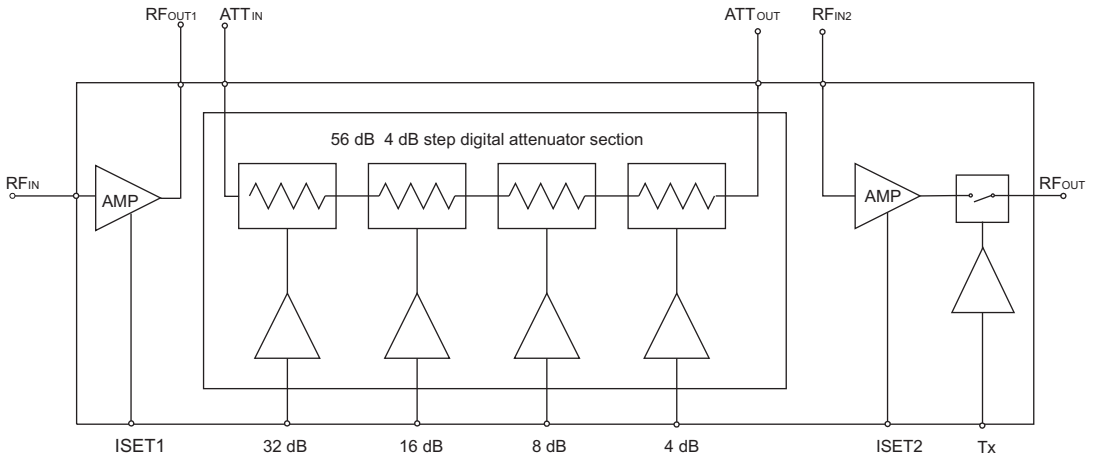 RFOUT1 ATTIN ATTOUT RFIN2
56 dB 4 dB step digital attenuator section
RFIN AMP AMP RFOUT
ISET1 32 dB 16 dB 8 dB 4 dB ISET2 Tx